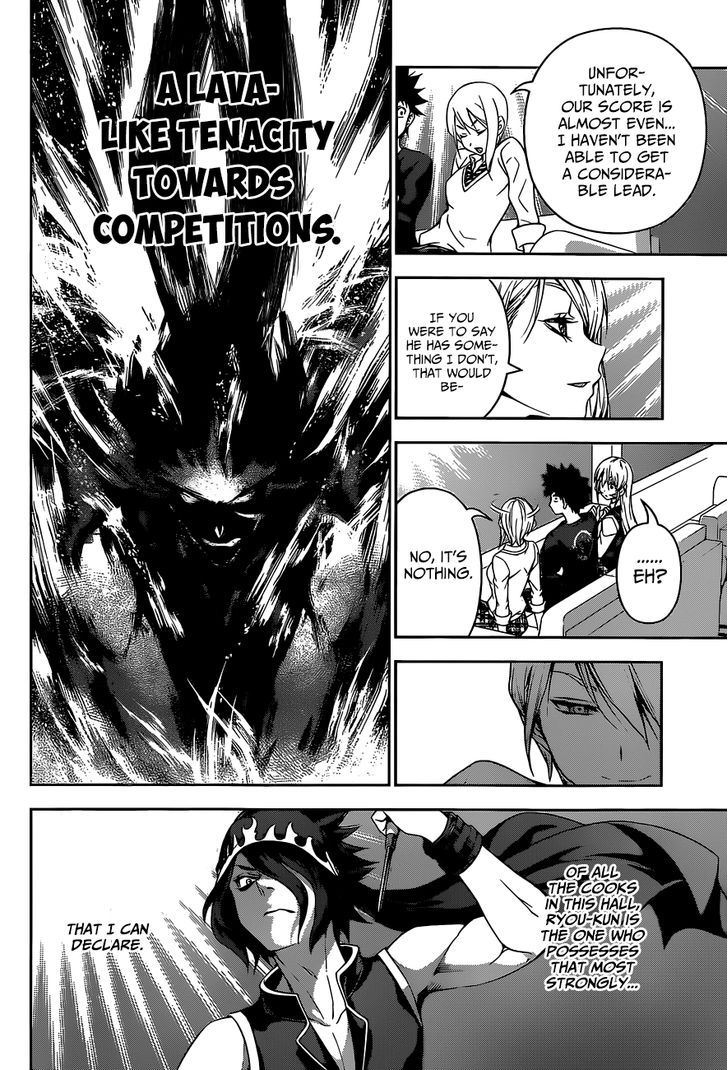 UNFOR-
TUNATELY,
OUR SCORE IS
ALMOST EVEN...
I HAVEN'T BEEN
ABLE TO GET
A CONSIDERA-
BLE LEAD.
IF YOU
WERE TO SAY
HE HAS SOME-
THING I DON'T,
THAT WOULD
BE-
......
EH?
NO, IT'S
NOTHING.
A LAVA-
LIKE TENACITY
TOWARDS
COMPETITIONS.
OF ALL
THE COOKS
IN THIS HALL,
RYOU-KUN IS
THE ONE WHO
POSSESSES
THAT MOST
STRONGLY...
THAT I CAN
DECLARE.